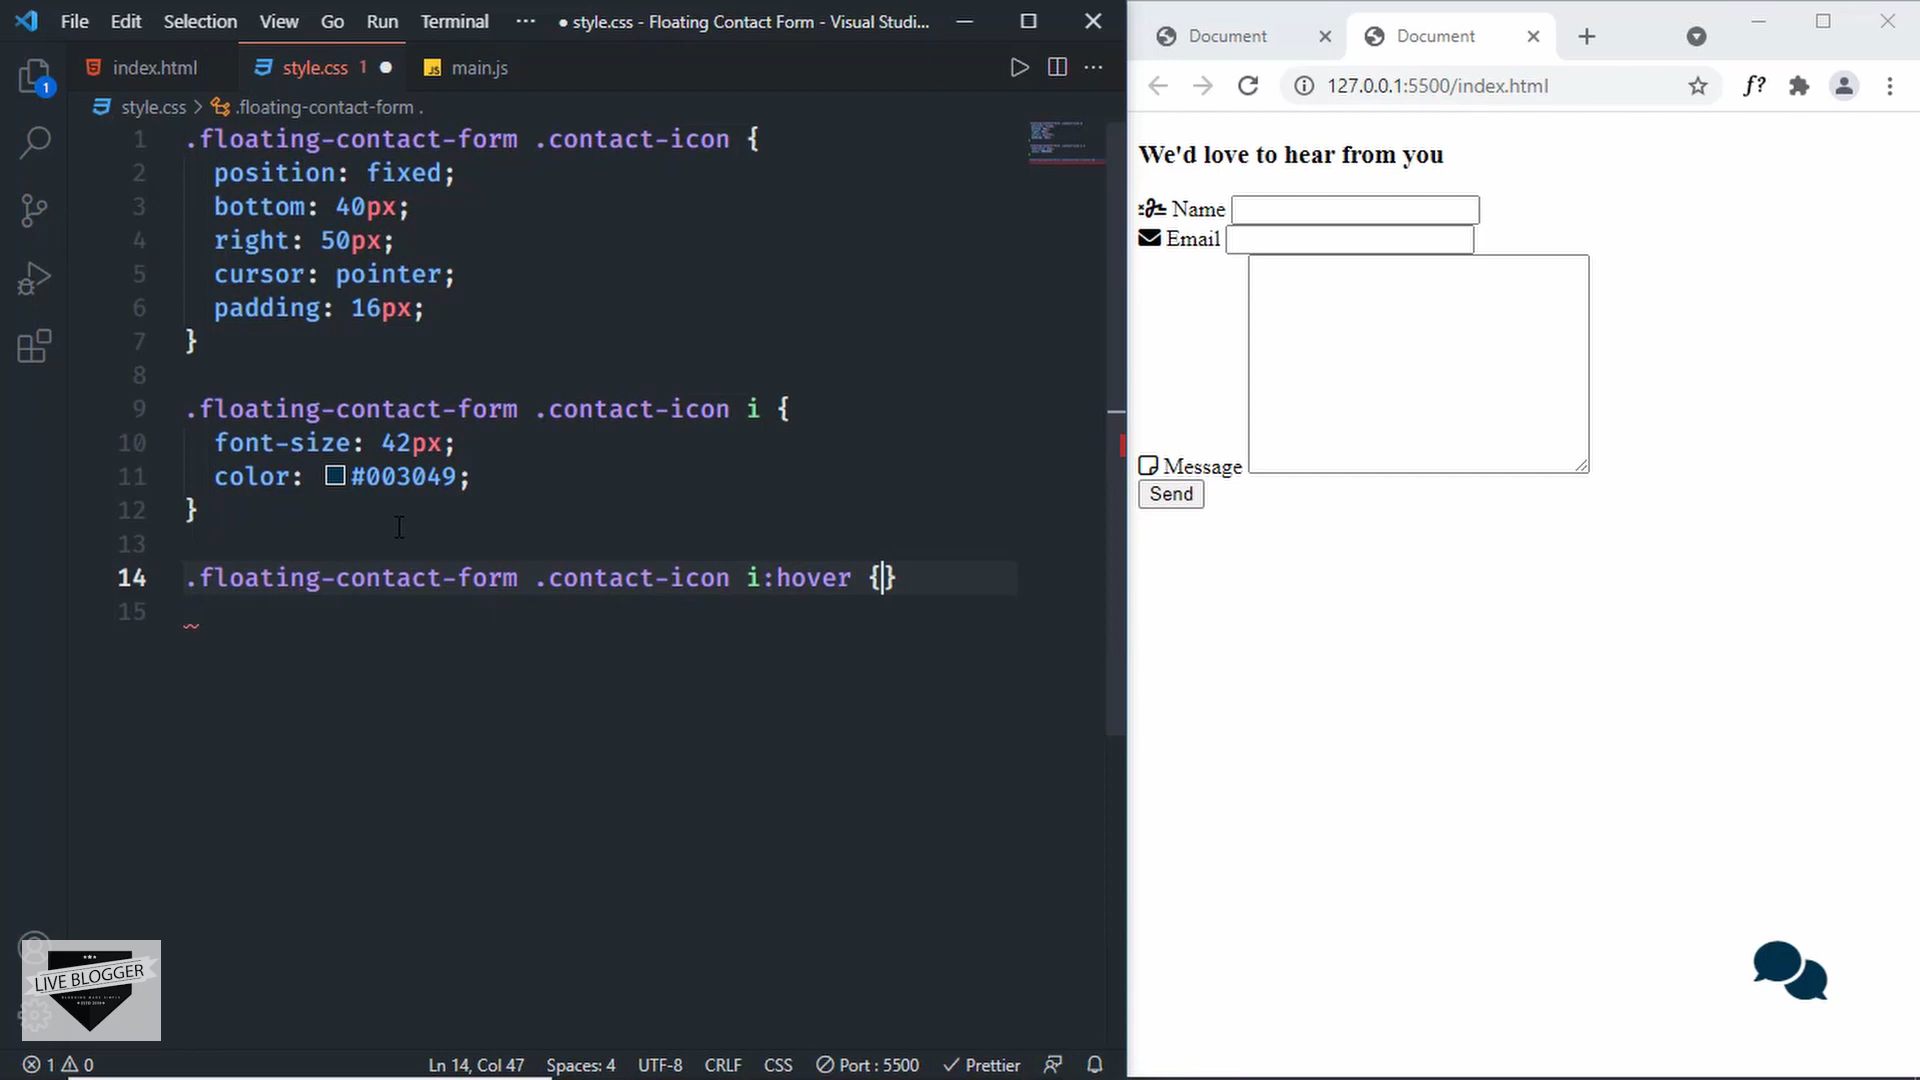 File Edit Selection View Go Run Terminal ··· ● style.css - Floating Contact Form - Visual Studi...
index.html
style.css 1 ●
JS main.js
style.css > .floating-contact-form .
1 .floating-contact-form .contact-icon {
2 position: fixed;
3 bottom: 40px;
4 right: 50px;
5 cursor: pointer;
6 padding: 16px;
7 }
8
9 .floating-contact-form .contact-icon i {
10 font-size: 42px;
11 color: #003049;
12 }
13
14 .floating-contact-form .contact-icon i:hover {}
15
1
LIVE BLOGGER
1 0
Ln 14, Col 47 Spaces: 4 UTF-8 CRLF CSS Port : 5500 Prettier
Document
Document
127.0.0.1:5500/index.html
f?
We'd love to hear from you
Name
Email
Message
Send